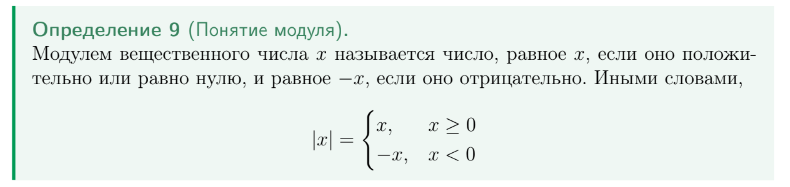 Определение 9 (Понятие модуля).
Модулем вещественного числа x называется число, равное x, если оно положи-
тельно или равно нулю, и равное −x, если оно отрицательно. Иными словами,
|x| = { x, x ≥ 0
−x, x < 0